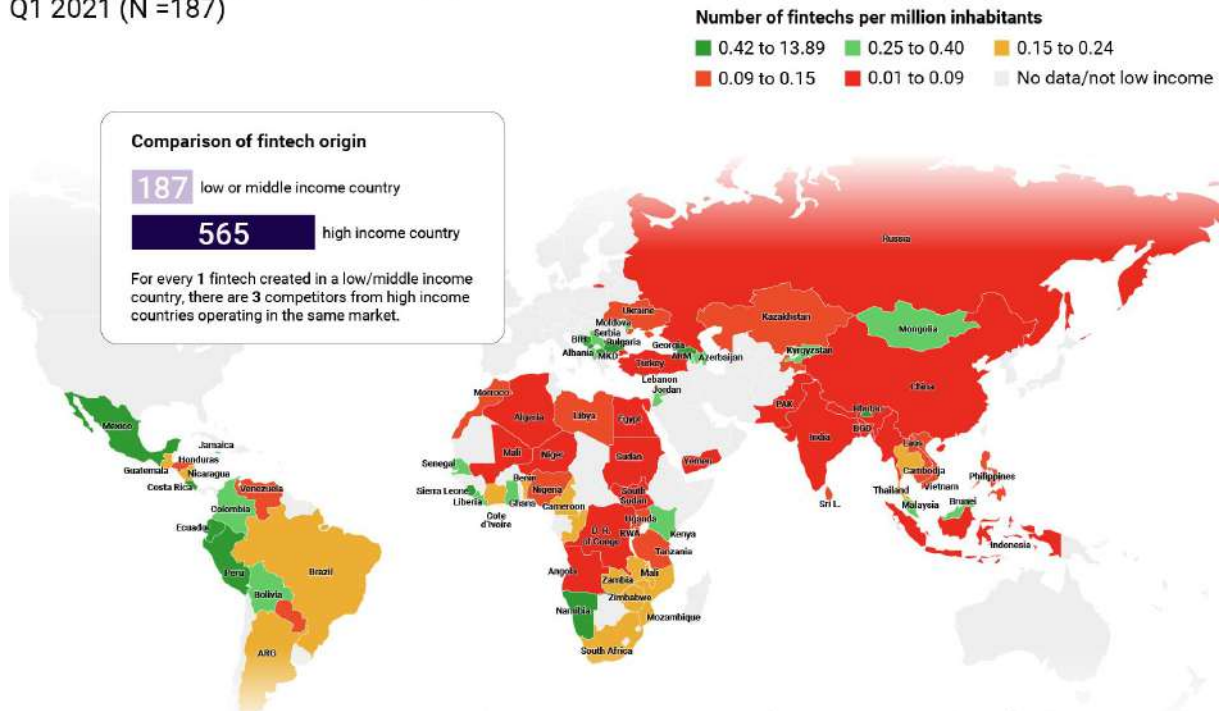 Q1 2021 (N =187)
Number of fintechs per million inhabitants
0.42 to 13.89
0.25 to 0.40
0.15 to 0.24
0.09 to 0.15
0.01 to 0.09
No data/not low income
Comparison of fintech origin
187 low or middle income country
565 high income country
For every 1 fintech created in a low/middle income
country, there are 3 competitors from high income
countries operating in the same market.
Russia
Ukraine
Moldova
Serbia
BIH
Bulgaria
Albania
MKD
Georgia
ARM
Azerbaijan
Turkey
Kazakhstan
Kyrgyzstan
Mongolia
China
Lebanon
Jordan
PAK
Bhutan
India
BGD
Laos
Cambodja
Vietnam
Philippines
Thailand
Malaysia
Brunei
Sri L.
Indonesia
Mexico
Jamaica
Honduras
Guatemala
Nicaragua
Costa Rica
Venezuela
Colombia
Ecuado
Peru
Brazil
Bolivia
ARG
Morroco
Algeria
Libya
Egypt
Mali
Niger
Sudan
Yemen
Senegal
Sierra Leone
Liberia
Cote
d'Ivoire
Ghana
Benin
Nigeria
Cameroon
South
Sudan
Uganda
RWA
Kenya
D. R.
of Congo
Tanzania
Angola
Zambia
Mali
Zimbabwe
Mozambique
Namibia
South Africa